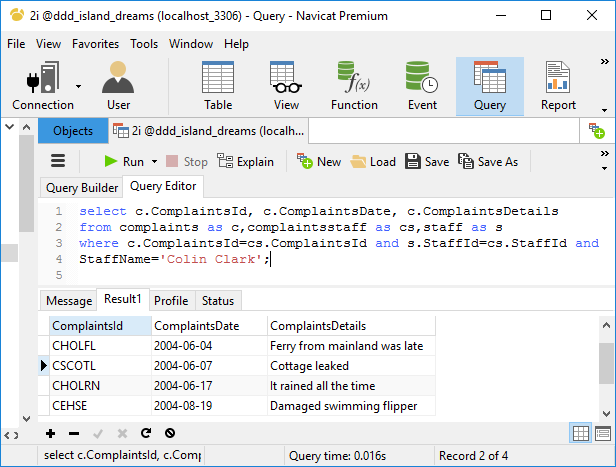 2i @ddd_island_dreams (localhost_3306) - Query - Navicat Premium
File View Favorites Tools Window Help
f(x)
Connection User Table View Function Event Query Report
Objects 2i @ddd_island_dreams (localh...
Run Stop Explain New Load Save Save As
Query Builder Query Editor
1 select c.ComplaintsId, c.ComplaintsDate, c.ComplaintsDetails
2 from complaints as c,complaintsstaff as cs,staff as s
3 where c.ComplaintsId=cs.ComplaintsId and s.StaffId=cs.StaffId and
4 StaffName='Colin Clark';
5
Message Result1 Profile Status
ComplaintsId ComplaintsDate ComplaintsDetails
CHOLFL 2004-06-04 Ferry from mainland was late
CSCOTL 2004-06-07 Cottage leaked
CHOLRN 2004-06-17 It rained all the time
CEHSE 2004-08-19 Damaged swimming flipper
select c.ComplaintsId, c.Comp Query time: 0.016s Record 2 of 4